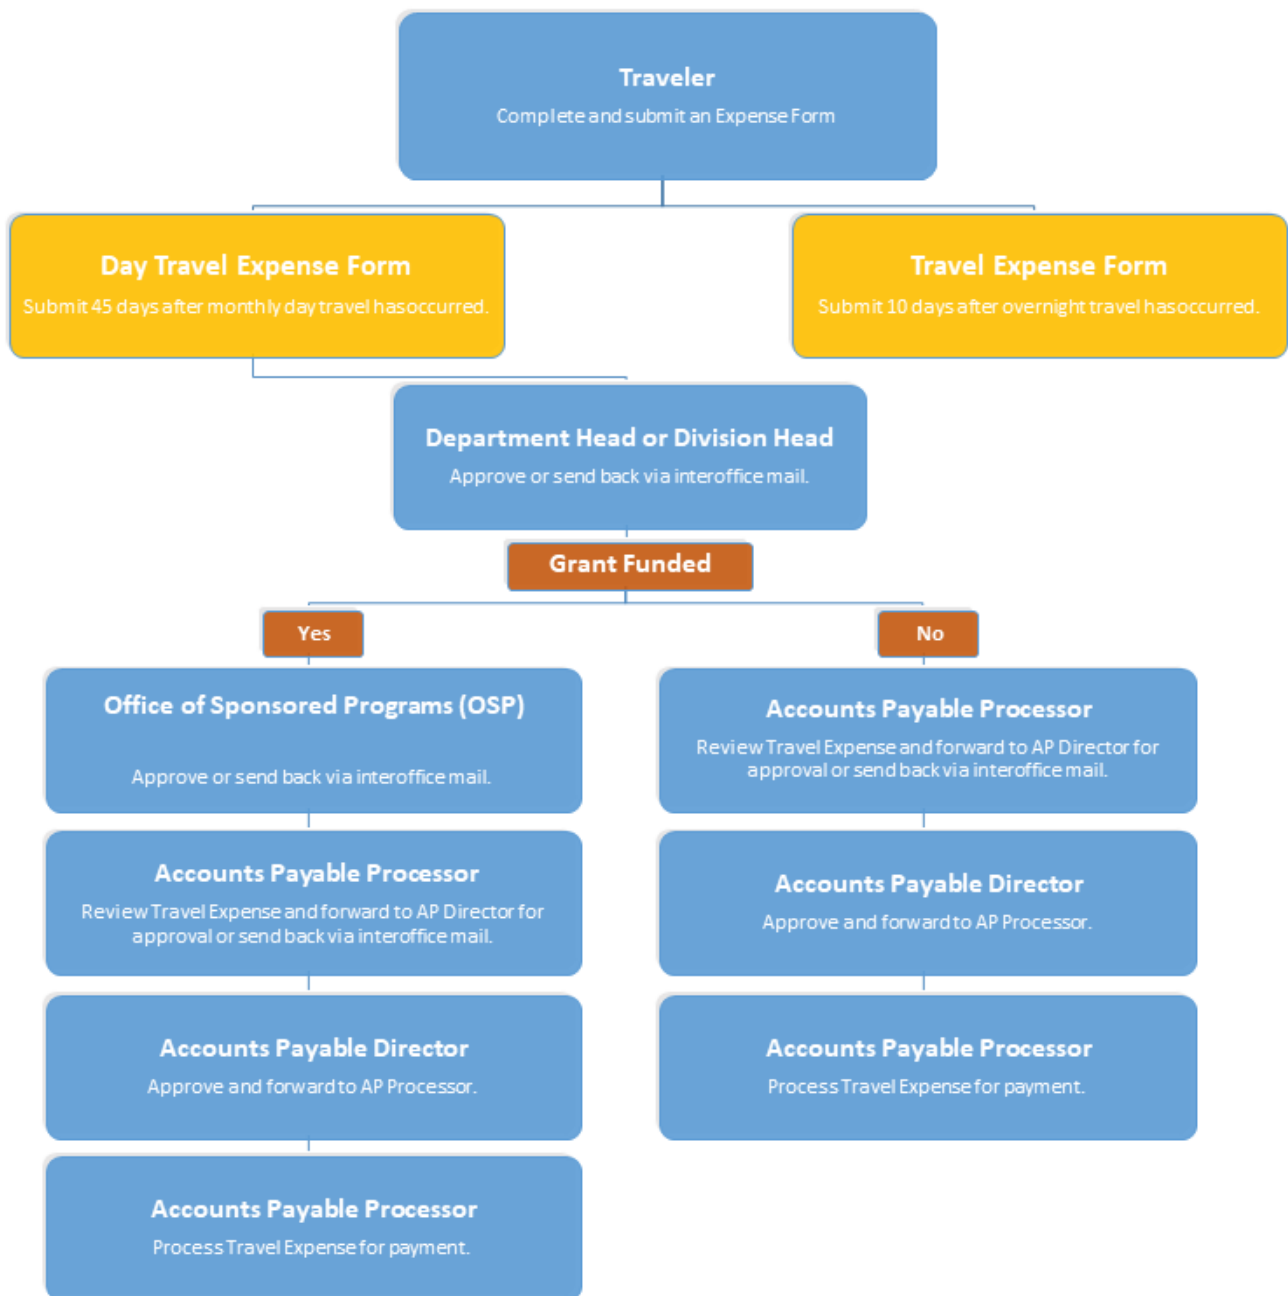 Traveler
Complete and submit an Expense Form
Day Travel Expense Form
Submit 45 days after monthly day travel hasoccurred.
Travel Expense Form
Submit 10 days after overnight travel hasoccurred.
Department Head or Division Head
Approve or send back via interoffice mail.
Grant Funded
Yes
No
Office of Sponsored Programs (OSP)
Approve or send back via interoffice mail.
Accounts Payable Processor
Review Travel Expense and forward to AP Director for
approval or send back via interoffice mail.
Accounts Payable Director
Approve and forward to AP Processor.
Accounts Payable Processor
Process Travel Expense for payment.
Accounts Payable Processor
Review Travel Expense and forward to AP Director for
approval or send back via interoffice mail.
Accounts Payable Director
Approve and forward to AP Processor.
Accounts Payable Processor
Process Travel Expense for payment.